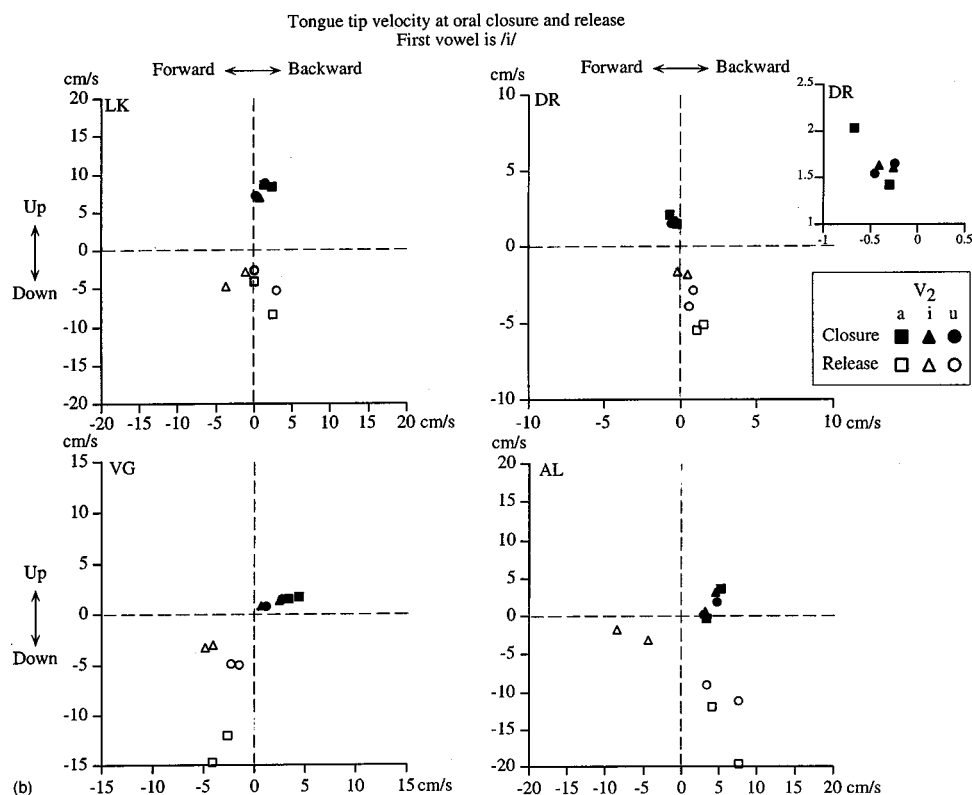 Tongue tip velocity at oral closure and release
First vowel is /i/
Forward Backward
cm/s
20
15
10
5
0
-5
-10
-15
-20
LK
-20 -15 -10 -5 0 5 10 15 20 cm/s
Up
Down
Forward Backward
cm/s
10
5
0
-5
-10
DR
-10 -5 0 5 10 cm/s
2.5
2
1.5
1
DR
-1 -0.5 0 0.5
V2
a i u
Closure
Release
cm/s
15
10
5
0
-5
-10
-15
VG
-15 -10 -5 0 5 10 15 cm/s
Up
Down
cm/s
20
15
10
5
0
-5
-10
-15
-20
AL
-20 -15 -10 -5 0 5 10 15 20 cm/s
(b)